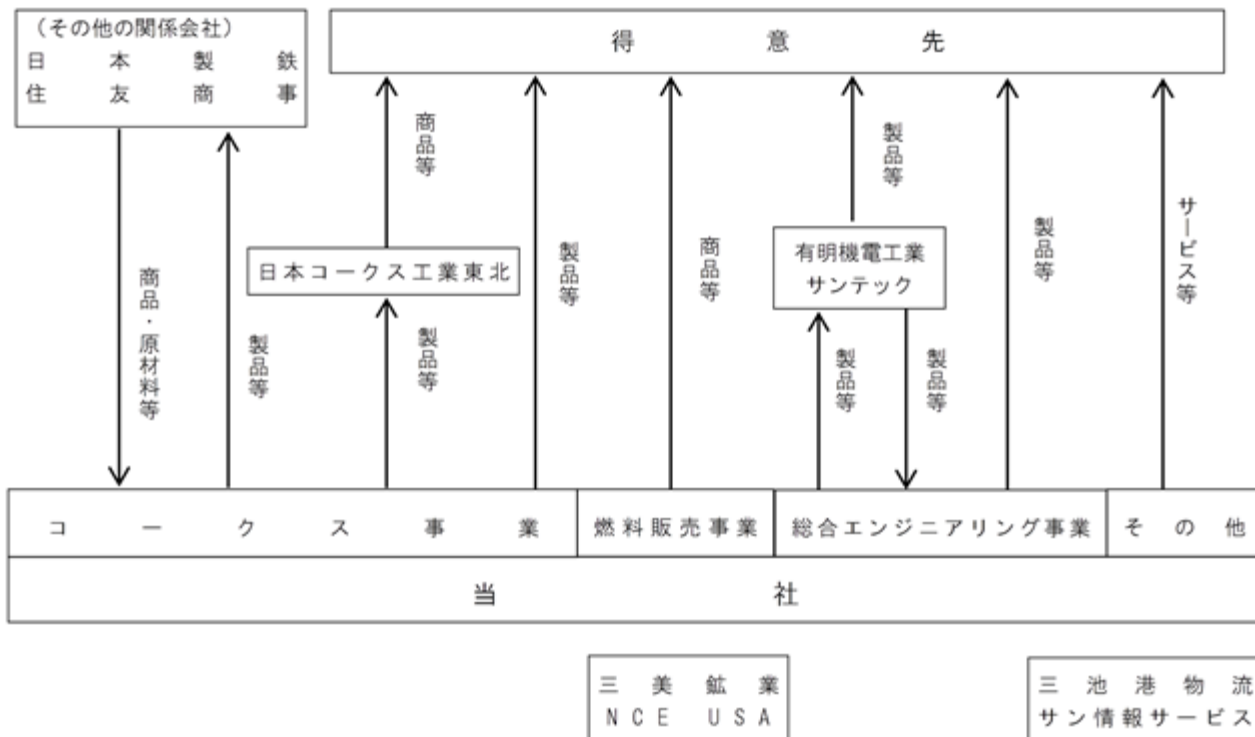 (その他の関係会社)
日本製鉄
住友商事
得意先
商品等
製品等
サービス等
日本コークス工業東北
製品等
商品等
有明機電工業
サンテック
商品・原材料等
製品等
製品等
製品等
製品等
製品等
コークス事業
燃料販売事業
総合エンジニアリング事業
その他
当社
三美鉱業
NCE USA
三池港物流
サン情報サービス